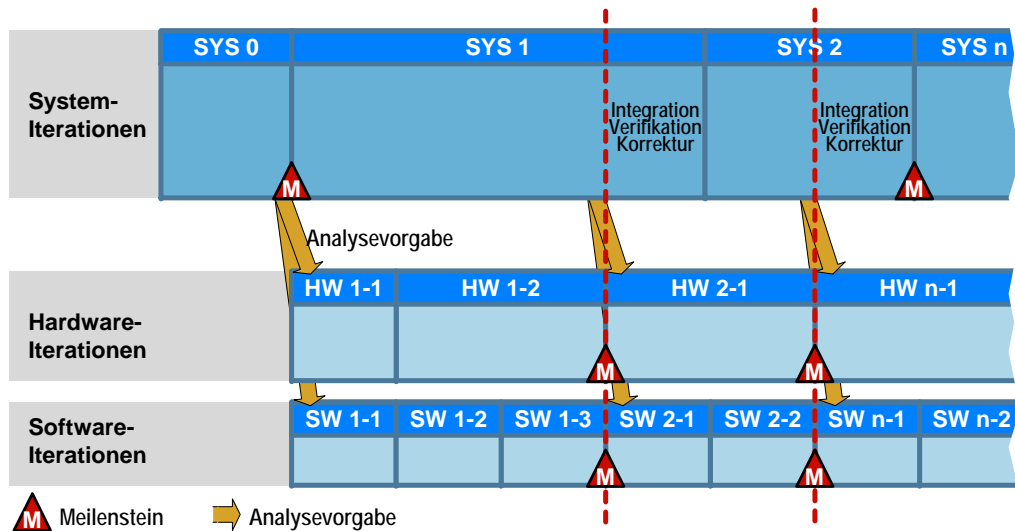 SYS 0 SYS 1 SYS 2 SYS n
System-
Iterationen
Integration
Verifikation
Korrektur
Integration
Verifikation
Korrektur
M
M
Analysevorgabe
HW 1-1 HW 1-2 HW 2-1 HW n-1
Hardware-
Iterationen
M
M
SW 1-1 SW 1-2 SW 1-3 SW 2-1 SW 2-2 SW n-1 SW n-2
Software-
Iterationen
M
M
M Meilenstein Analysevorgabe